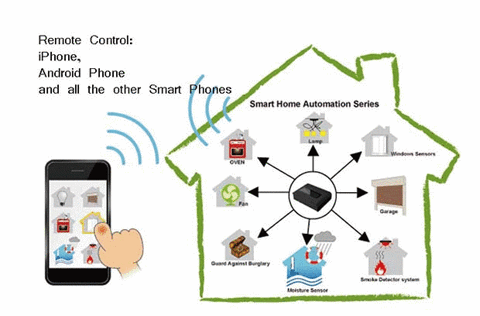 Remote Control:
iPhone、
Android Phone
and all the other Smart Phones
Smart Home Automation Series
OVEN
Lamp
Windows Sensors
Fan
Garage
Guard Against Burglary
Moisture Sensor
Smoke Detector system